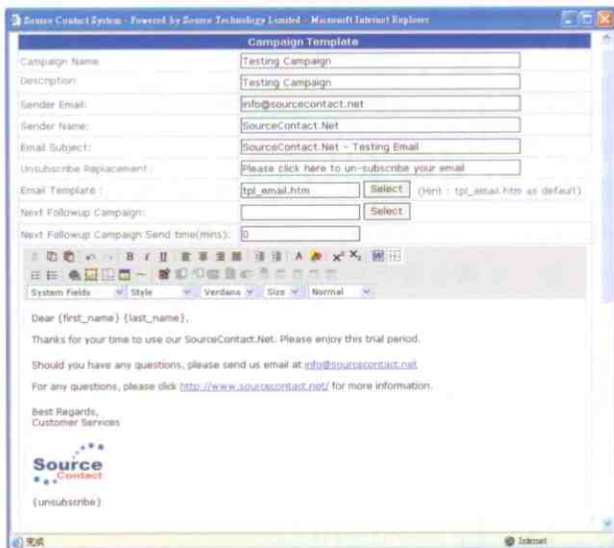 Source Contact System - Powered by Source Technology Limited - Microsoft Internet Explorer
Campaign Template
Campaign Name Testing Campaign
Description: Testing Campaign
Sender Email: info@sourcecontact.net
Sender Name: SourceContact.Net
Email Subject: SourceContact.Net - Testing Email
Unsubscribe Replacement: Please click here to un-subscribe your email
Email Template : tpl_email.htm Select (Hint : tpl_email.htm as default)
Next Followup Campaign: Select
Next Followup Campaign Send time(mins): 0
B I U A X² X₂
System Fields Style Verdana Size Normal
Dear {first_name} {last_name},
Thanks for your time to use our SourceContact.Net. Please enjoy this trial period.
Should you have any questions, please send us email at info@sourcecontact.net
For any questions, please click http://www.sourcecontact.net/ for more information.
Best Regards,
Customer Services
Source
Contact
{unsubscribe}
完成 Internet